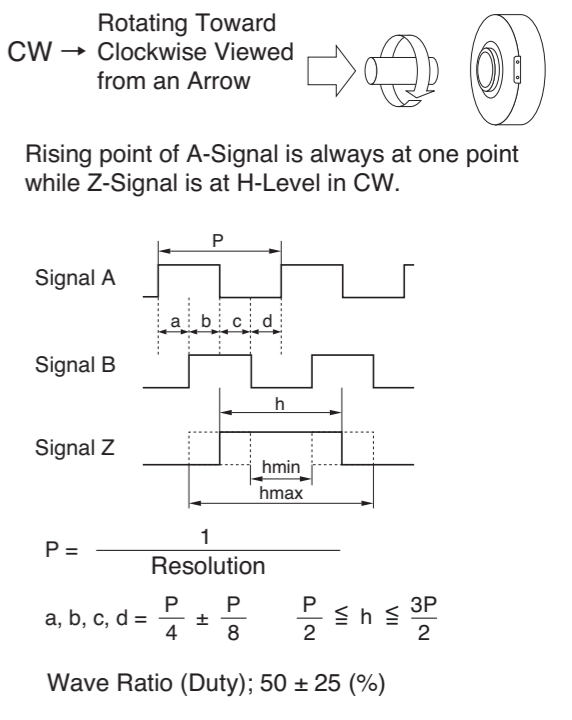 CW → Rotating Toward
Clockwise Viewed
from an Arrow
Rising point of A-Signal is always at one point
while Z-Signal is at H-Level in CW.
P
Signal A
a b c d
Signal B
h
Signal Z
hmin
hmax
P = 1 / Resolution
a, b, c, d = P/4 ± P/8 P/2 ≦ h ≦ 3P/2
Wave Ratio (Duty); 50 ± 25 (%)